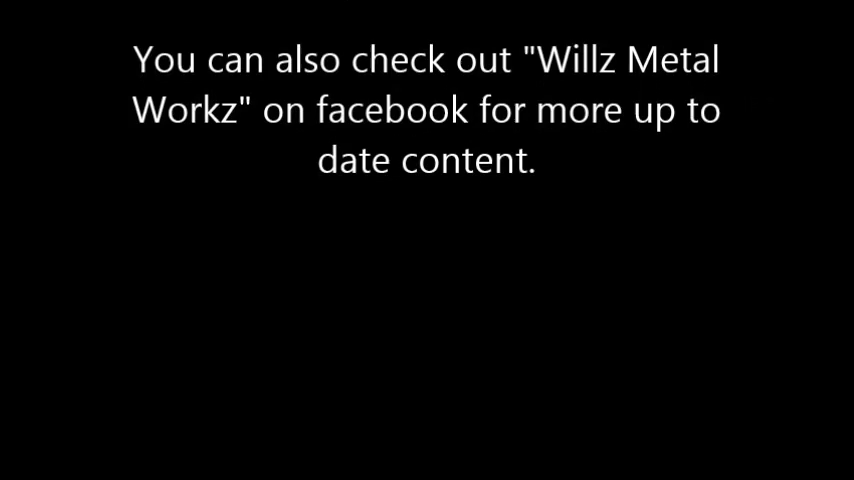 You can also check out "Willz Metal
Workz" on facebook for more up to
date content.